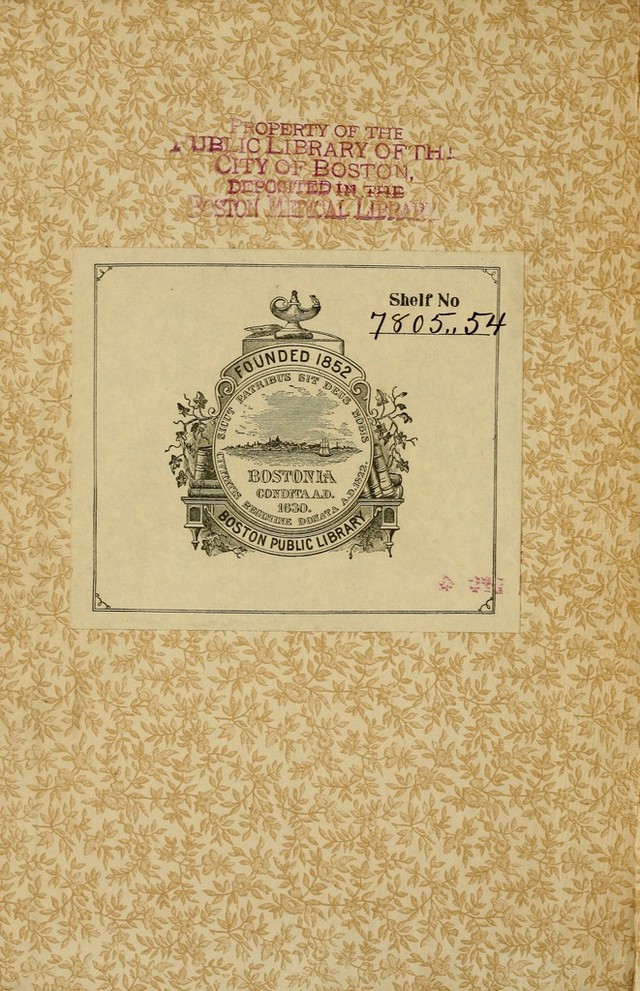 PROPERTY OF THE
PUBLIC LIBRARY OF THE
CITY OF BOSTON,
DEPOSITED IN THE
BOSTON MEDICAL LIBRARY.
Shelf No
7805..54
FOUNDED 1852
SICUT PATRIBUS SIT DEUS NOBIS
BOSTONIA
CONDITA A.D.
1630.
CIVITATIS REGIMINE DONATA A.D. 1822.
BOSTON PUBLIC LIBRARY